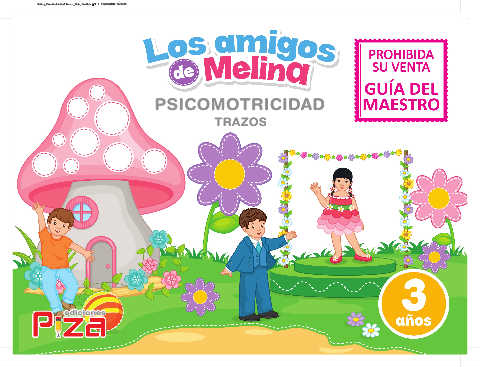 Los amigos
de Melina
PSICOMOTRICIDAD
TRAZOS
PROHIBIDA
SU VENTA
GUÍA DEL
MAESTRO
ediciones
Piza
3
años